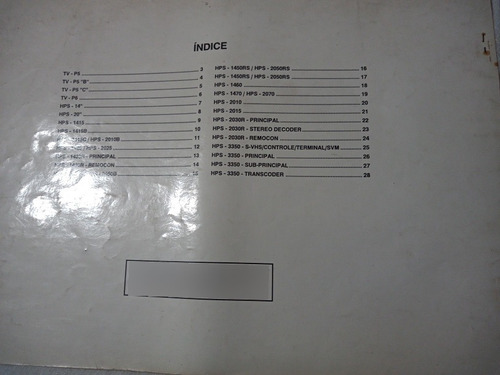 ÍNDICE
TV - P5 3
TV - P5 "B" 4
TV - P5 "C" 5
TV - P8 6
HPS - 14" 7
HPS - 20" 8
HPS - 1411 9
10
/ HPS - 2010B 11
/ HPS - 12
- PRINCIPAL 13
- REMOCON 14
HPS - 1400RS / HPS - 2050RS 16
HPS - 1450RS / HPS - 2050RS 17
HPS - 1460 18
HPS - 1470 / HPS - 2070 19
HPS - 2010 20
HPS - 2015 21
HPS - 2030R - PRINCIPAL 22
HPS - 2030R - STEREO DECODER 23
HPS - 2030R - REMOCON 24
HPS - 3350 - S-VHS/CONTROLE/TERMINAL/SVM 25
HPS - 3350 - PRINCIPAL 26
HPS - 3350 - SUB-PRINCIPAL 27
HPS - 3350 - TRANSCODER 28